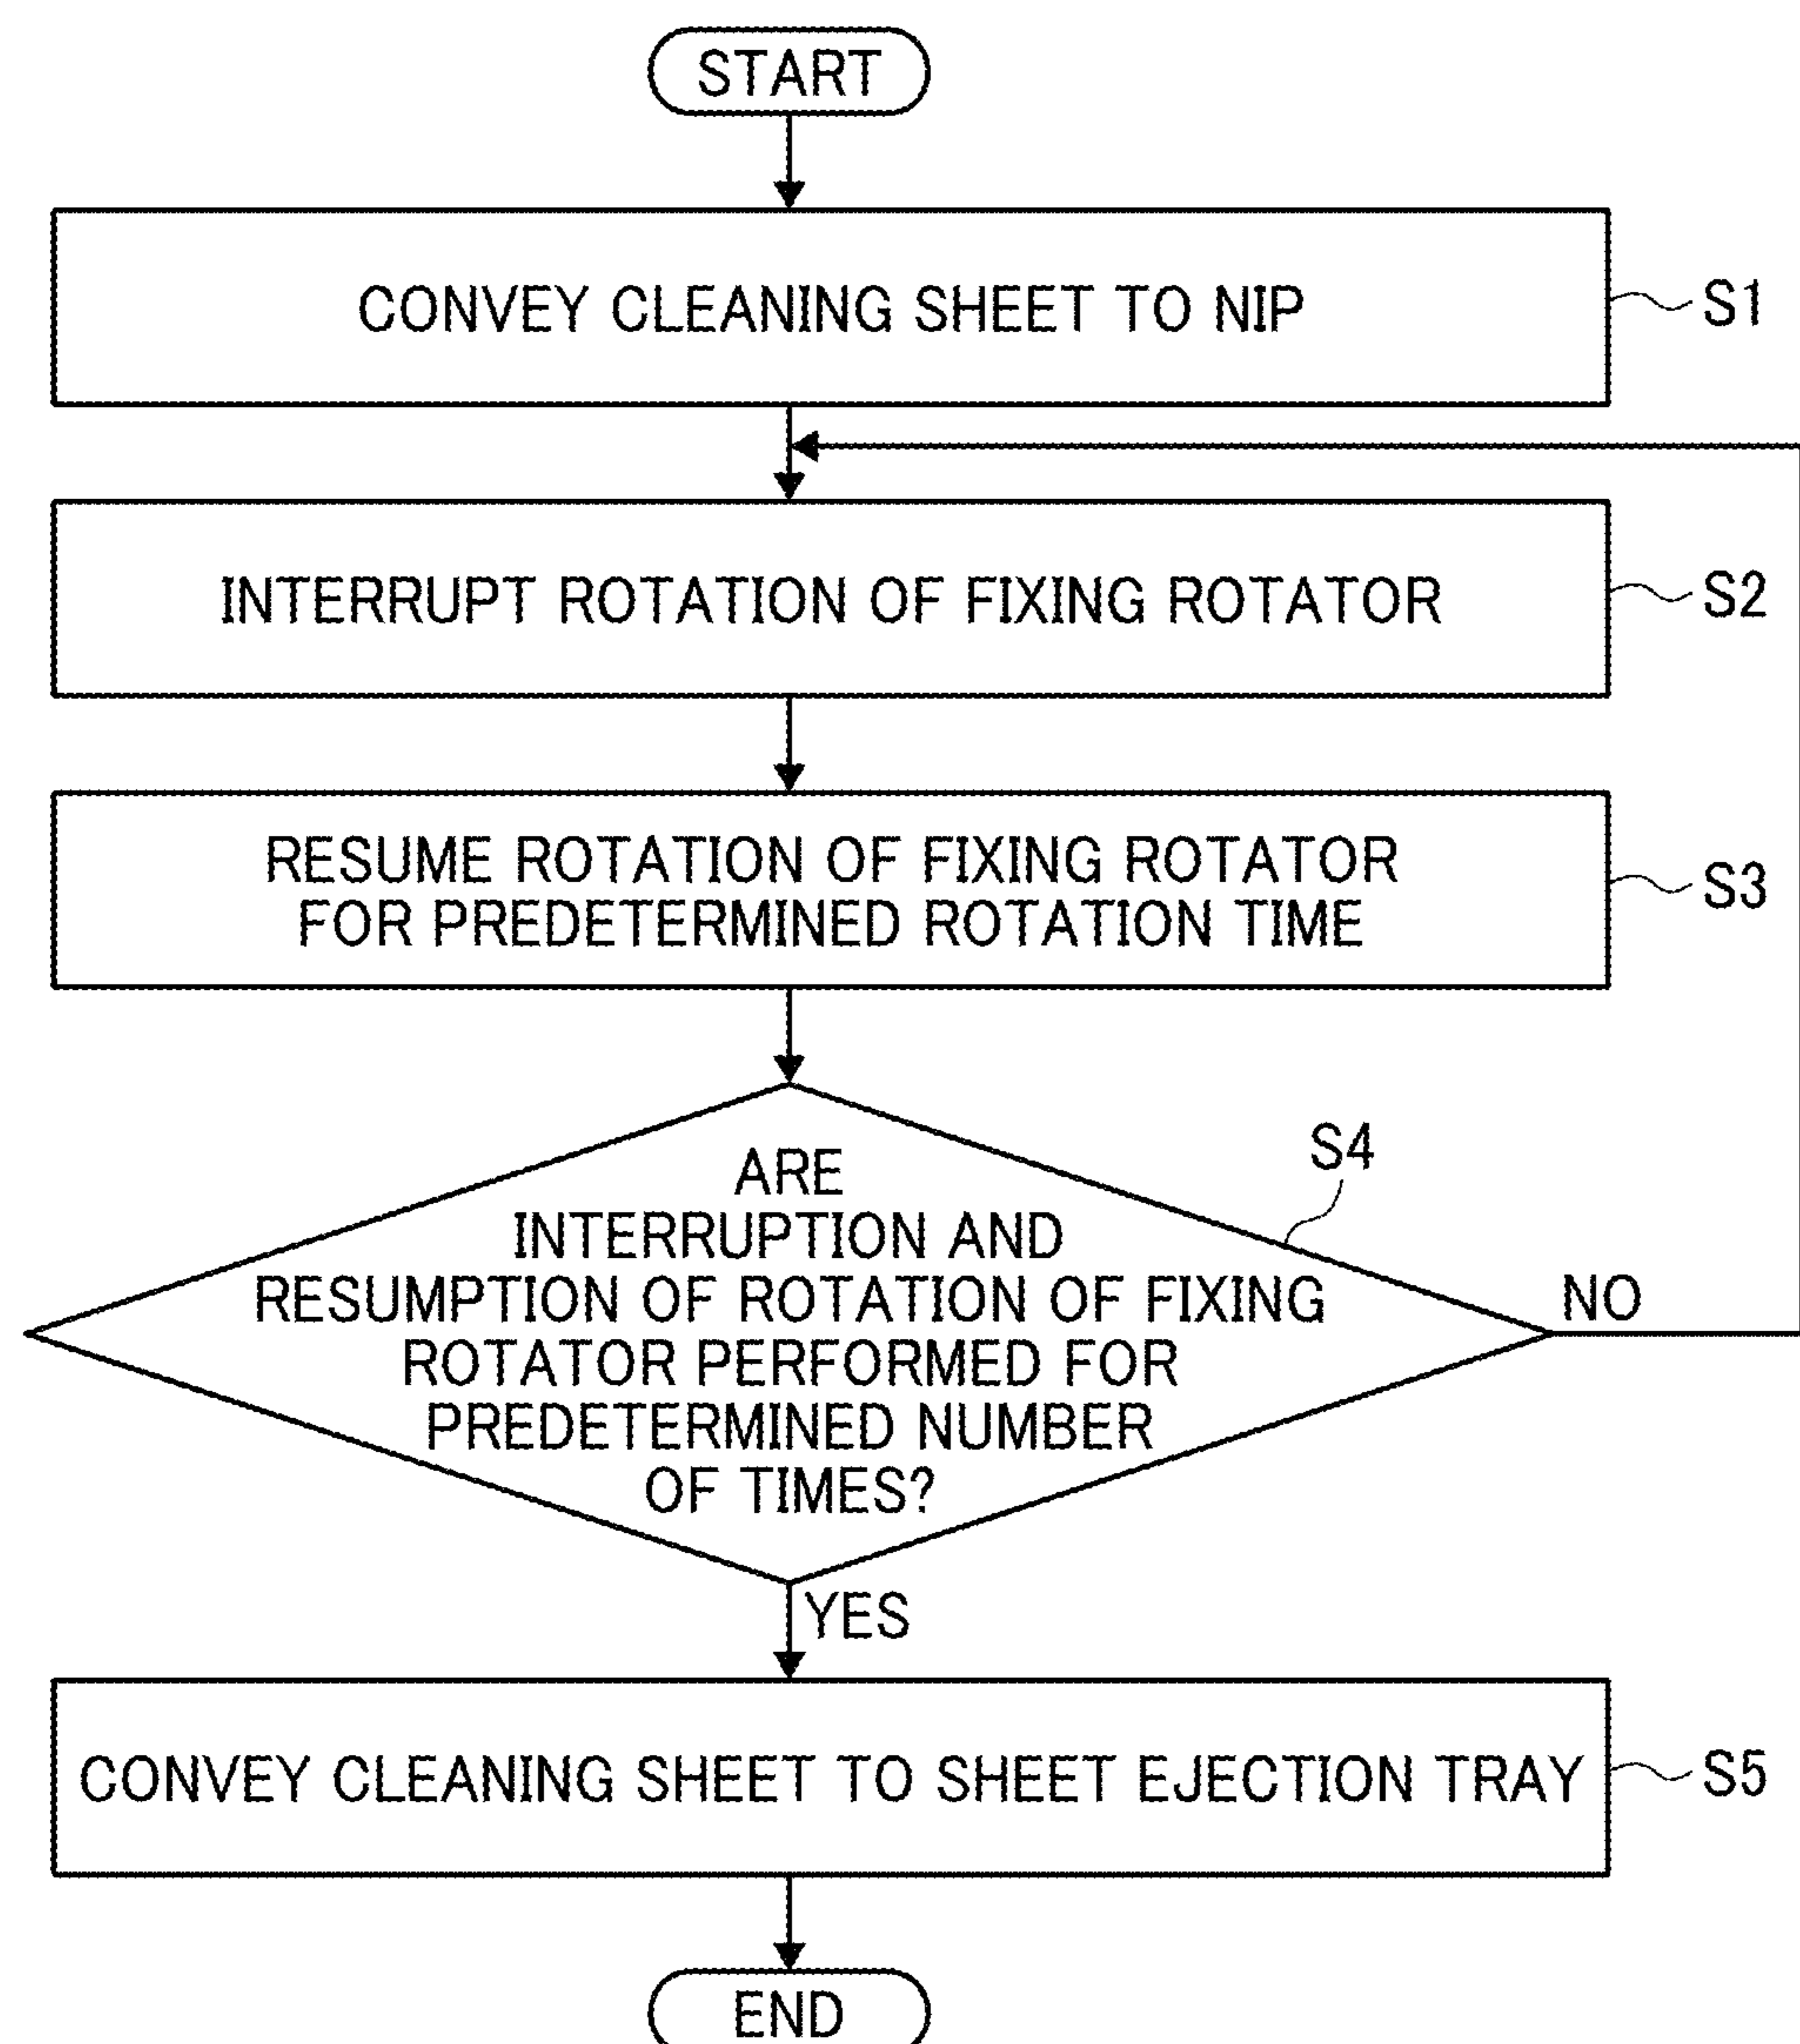 START
CONVEY CLEANING SHEET TO NIP
S1
INTERRUPT ROTATION OF FIXING ROTATOR
S2
RESUME ROTATION OF FIXING ROTATOR
FOR PREDETERMINED ROTATION TIME
S3
S4
ARE
INTERRUPTION AND
RESUMPTION OF ROTATION OF FIXING
ROTATOR PERFORMED FOR
PREDETERMINED NUMBER
OF TIMES?
NO
YES
CONVEY CLEANING SHEET TO SHEET EJECTION TRAY
S5
END